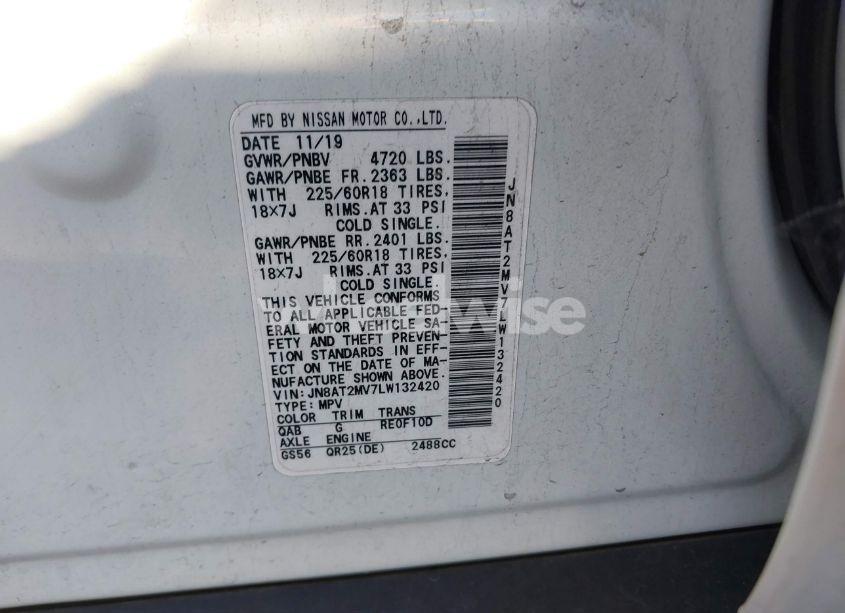 MFD BY NISSAN MOTOR CO.,LTD.
DATE 11/19
GVWR/PNBV 4720 LBS.
GAWR/PNBE FR. 2363 LBS.
WITH 225/60R18 TIRES,
18×7J RIMS.AT 33 PSI
COLD SINGLE.
GAWR/PNBE RR. 2401 LBS.
WITH 225/60R18 TIRES,
18×7J RIMS.AT 33 PSI
COLD SINGLE.
THIS VEHICLE CONFORMS
TO ALL APPLICABLE FED-
ERAL MOTOR VEHICLE SA-
FETY AND THEFT PREVEN-
TION STANDARDS IN EFF-
ECT ON THE DATE OF MA-
NUFACTURE SHOWN ABOVE.
VIN: JN8AT2MV7LW132420
TYPE: MPV
COLOR TRIM TRANS
QAB G RE0F10D
AXLE ENGINE
GS56 QR25(DE) 2488CC
JN8AT2MV7LW132420